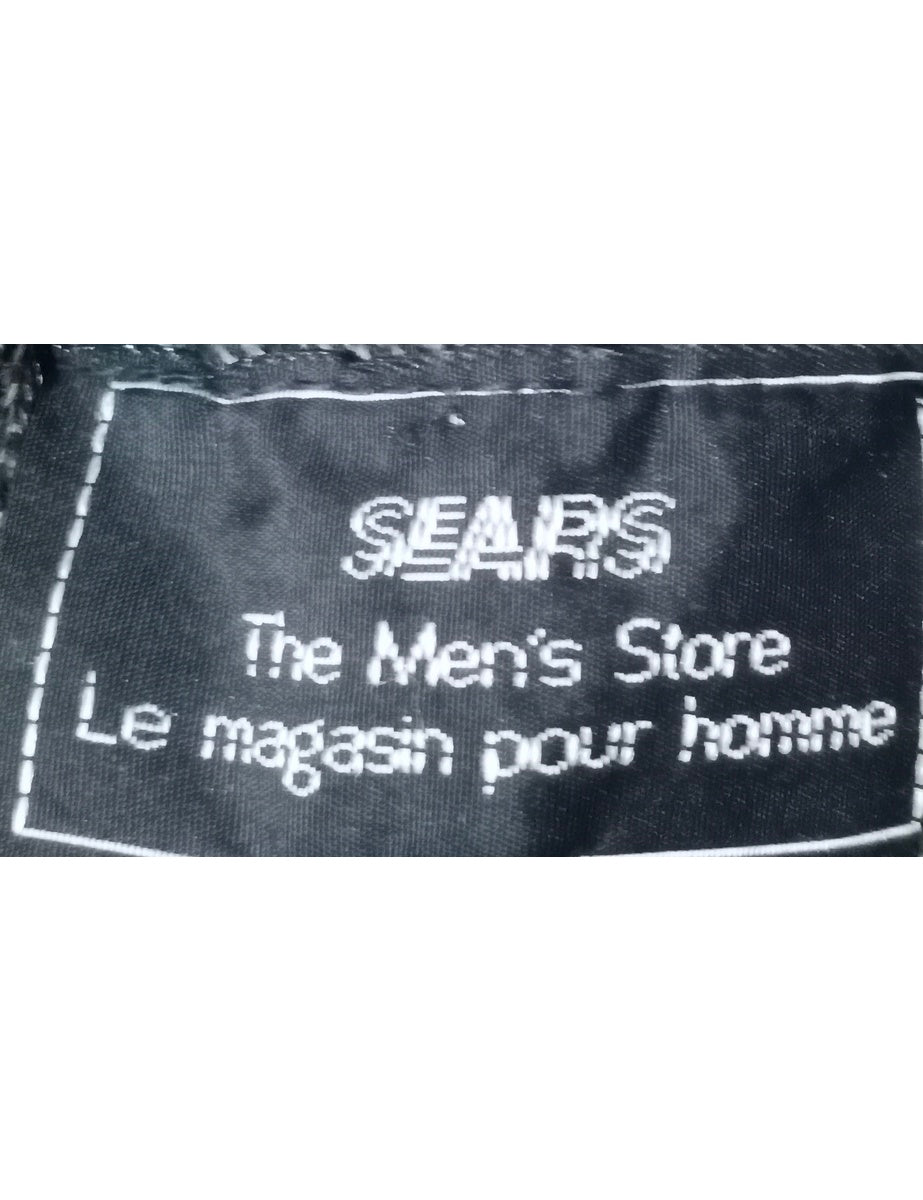 SEARS
The Men's Store
Le magasin pour homme